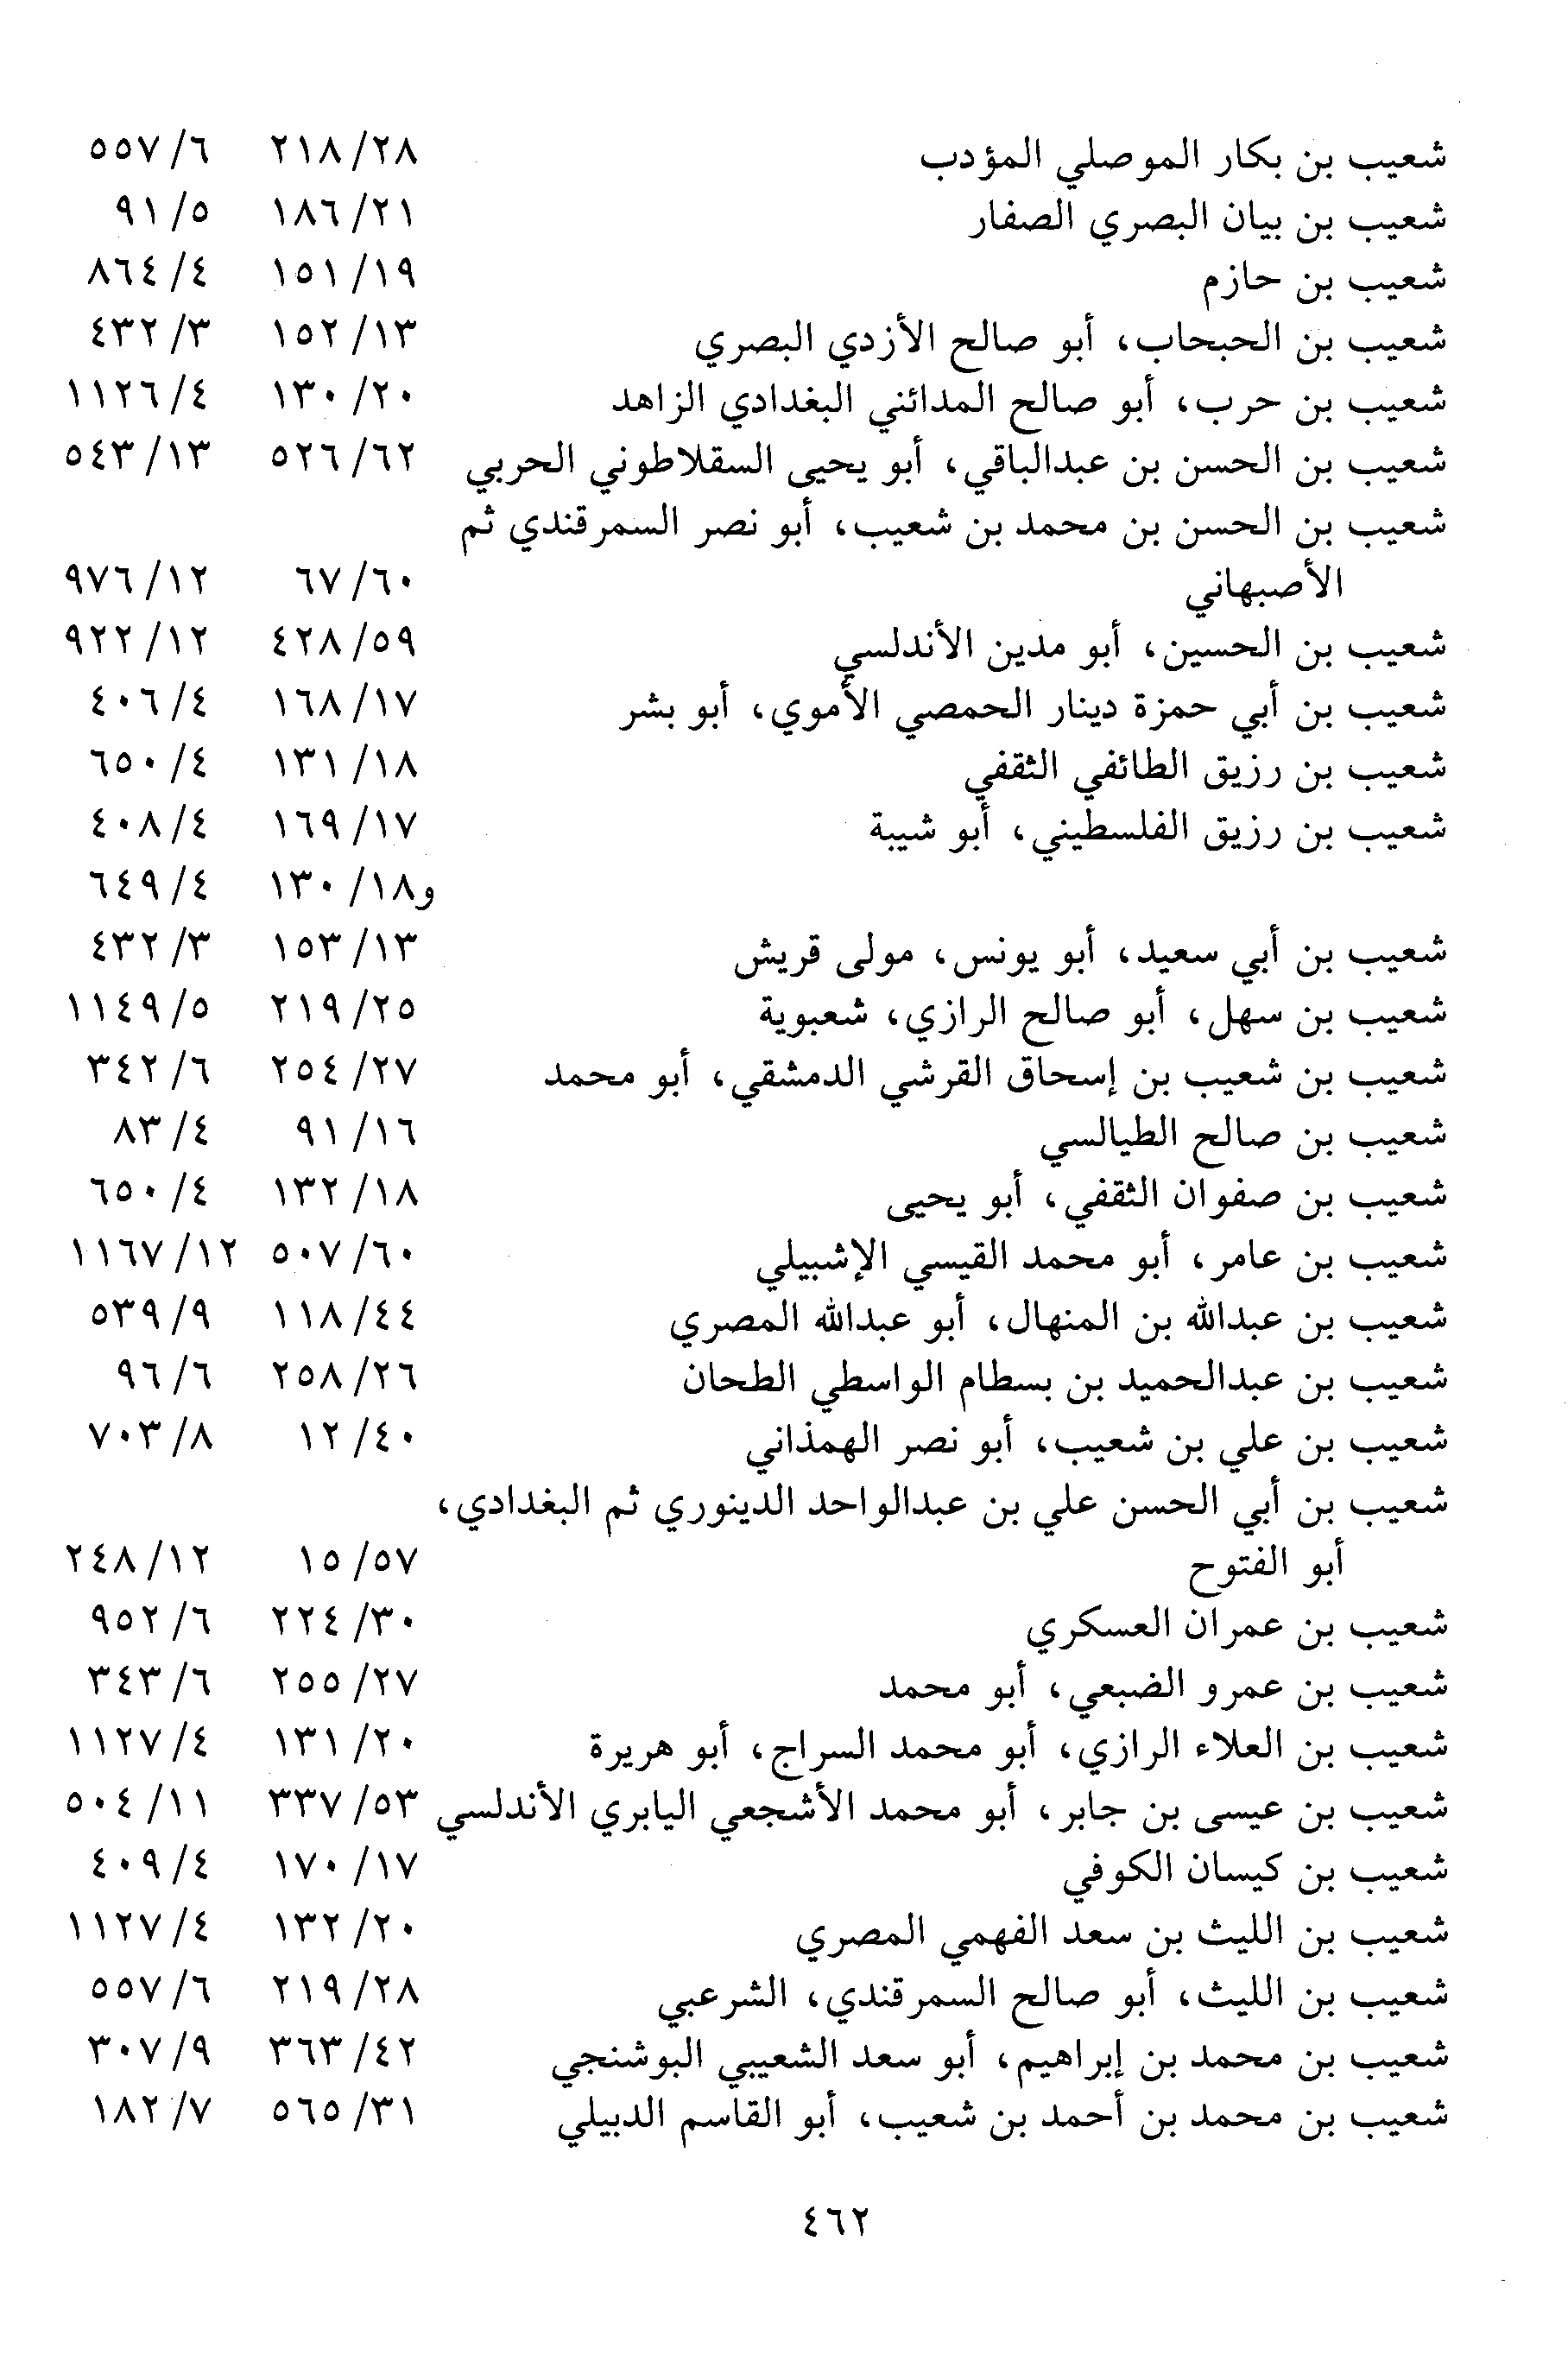 شعيب بن بكار الموصلي المؤدب ٢١٨/٢٨ ٥٥٧/٦
شعيب بن بيان البصري الصفار ١٨٦/٢١ ٩١/٥
شعيب بن حازم ١٥١/١٩ ٨٦٤/٤
شعيب بن الحبحاب، أبو صالح الأزدي البصري ١٥٢/١٣ ٤٣٢/٣
شعيب بن حرب، أبو صالح المدائني البغدادي الزاهد ١٣٠/٢٠ ١١٢٦/٤
شعيب بن الحسن بن عبدالباقي، أبو يحيى السقلاطوني الحربي ٥٢٦/٦٢ ٥٤٣/١٣
شعيب بن الحسن بن محمد بن شعيب، أبو نصر السمرقندي ثم
الأصبهاني ٦٧/٦٠ ٩٧٦/١٢
شعيب بن الحسين، أبو مدين الأندلسي ٤٢٨/٥٩ ٩٢٢/١٢
شعيب بن أبي حمزة دينار الحمصي الأموي، أبو بشر ١٦٨/١٧ ٤٠٦/٤
شعيب بن رزيق الطائفي الثقفي ١٣١/١٨ ٦٥٠/٤
شعيب بن رزيق الفلسطيني، أبو شيبة ١٦٩/١٧ ٤٠٨/٤
و١٣٠/١٨ ٦٤٩/٤
شعيب بن أبي سعيد، أبو يونس، مولى قريش ١٥٣/١٣ ٤٣٢/٣
شعيب بن سهل، أبو صالح الرازي، شعبوية ٢١٩/٢٥ ١١٤٩/٥
شعيب بن شعيب بن إسحاق القرشي الدمشقي، أبو محمد ٢٥٤/٢٧ ٣٤٢/٦
شعيب بن صالح الطيالسي ٩١/١٦ ٨٣/٤
شعيب بن صفوان الثقفي، أبو يحيى ١٣٢/١٨ ٦٥٠/٤
شعيب بن عامر، أبو محمد القيسي الإشبيلي ٥٠٧/٦٠ ١١٦٧/١٢
شعيب بن عبدالله بن المنهال، أبو عبدالله المصري ١١٨/٤٤ ٥٣٩/٩
شعيب بن عبدالحميد بن بسطام الواسطي الطحان ٢٥٨/٢٦ ٩٦/٦
شعيب بن علي بن شعيب، أبو نصر الهمذاني ١٢/٤٠ ٧٠٣/٨
شعيب بن أبي الحسن علي بن عبدالواحد الدينوري ثم البغدادي،
أبو الفتوح ١٥/٥٧ ٢٤٨/١٢
شعيب بن عمران العسكري ٢٢٤/٣٠ ٩٥٢/٦
شعيب بن عمرو الضبعي، أبو محمد ٢٥٥/٢٧ ٣٤٣/٦
شعيب بن العلاء الرازي، أبو محمد السراج، أبو هريرة ١٣١/٢٠ ١١٢٧/٤
شعيب بن عيسى بن جابر، أبو محمد الأشجعي اليابري الأندلسي ٣٣٧/٥٣ ٥٠٤/١١
شعيب بن كيسان الكوفي ١٧٠/١٧ ٤٠٩/٤
شعيب بن الليث بن سعد الفهمي المصري ١٣٢/٢٠ ١١٢٧/٤
شعيب بن الليث، أبو صالح السمرقندي، الشرعبي ٢١٩/٢٨ ٥٥٧/٦
شعيب بن محمد بن إبراهيم، أبو سعد الشعيبي البوشنجي ٣٦٣/٤٢ ٣٠٧/٩
شعيب بن محمد بن أحمد بن شعيب، أبو القاسم الدبيلي ٥٦٥/٣١ ١٨٢/٧
٤٦٢